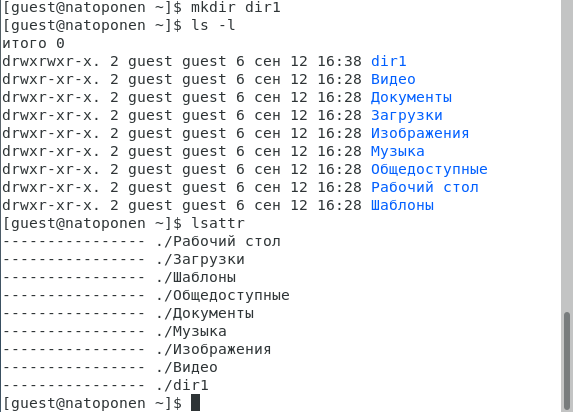 [guest@natoponen ~]$ mkdir dir1
[guest@natoponen ~]$ ls -l
итого 0
drwxrwxr-x. 2 guest guest 6 сен 12 16:38 dir1
drwxr-xr-x. 2 guest guest 6 сен 12 16:28 Видео
drwxr-xr-x. 2 guest guest 6 сен 12 16:28 Документы
drwxr-xr-x. 2 guest guest 6 сен 12 16:28 Загрузки
drwxr-xr-x. 2 guest guest 6 сен 12 16:28 Изображения
drwxr-xr-x. 2 guest guest 6 сен 12 16:28 Музыка
drwxr-xr-x. 2 guest guest 6 сен 12 16:28 Общедоступные
drwxr-xr-x. 2 guest guest 6 сен 12 16:28 Рабочий стол
drwxr-xr-x. 2 guest guest 6 сен 12 16:28 Шаблоны
[guest@natoponen ~]$ lsattr
---------------- ./Рабочий стол
---------------- ./Загрузки
---------------- ./Шаблоны
---------------- ./Общедоступные
---------------- ./Документы
---------------- ./Музыка
---------------- ./Изображения
---------------- ./Видео
---------------- ./dir1
[guest@natoponen ~]$